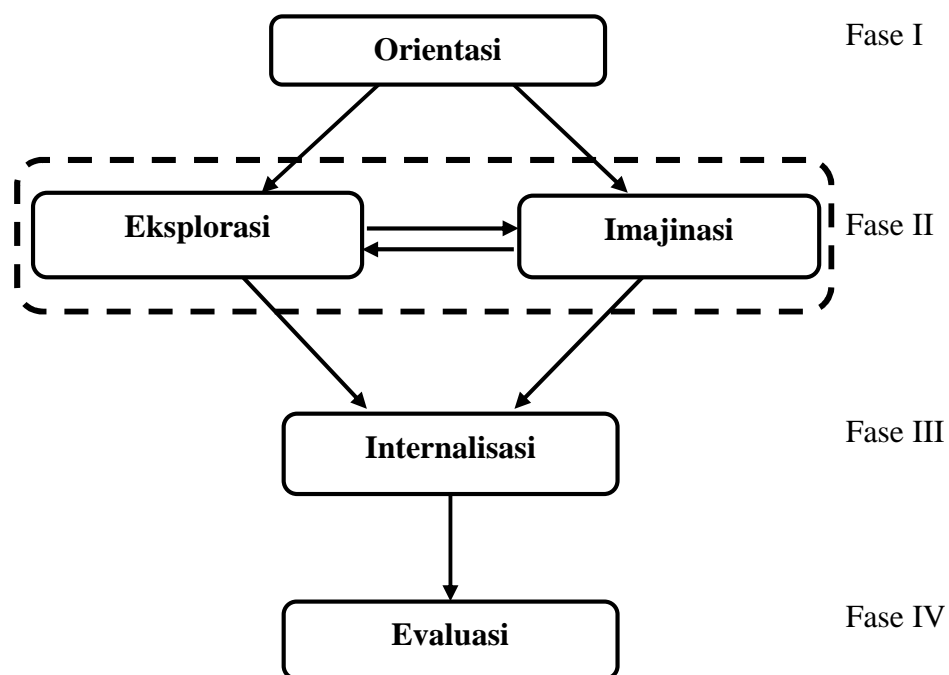 Orientasi
Fase I
Eksplorasi
Imajinasi
Fase II
Internalisasi
Fase III
Evaluasi
Fase IV